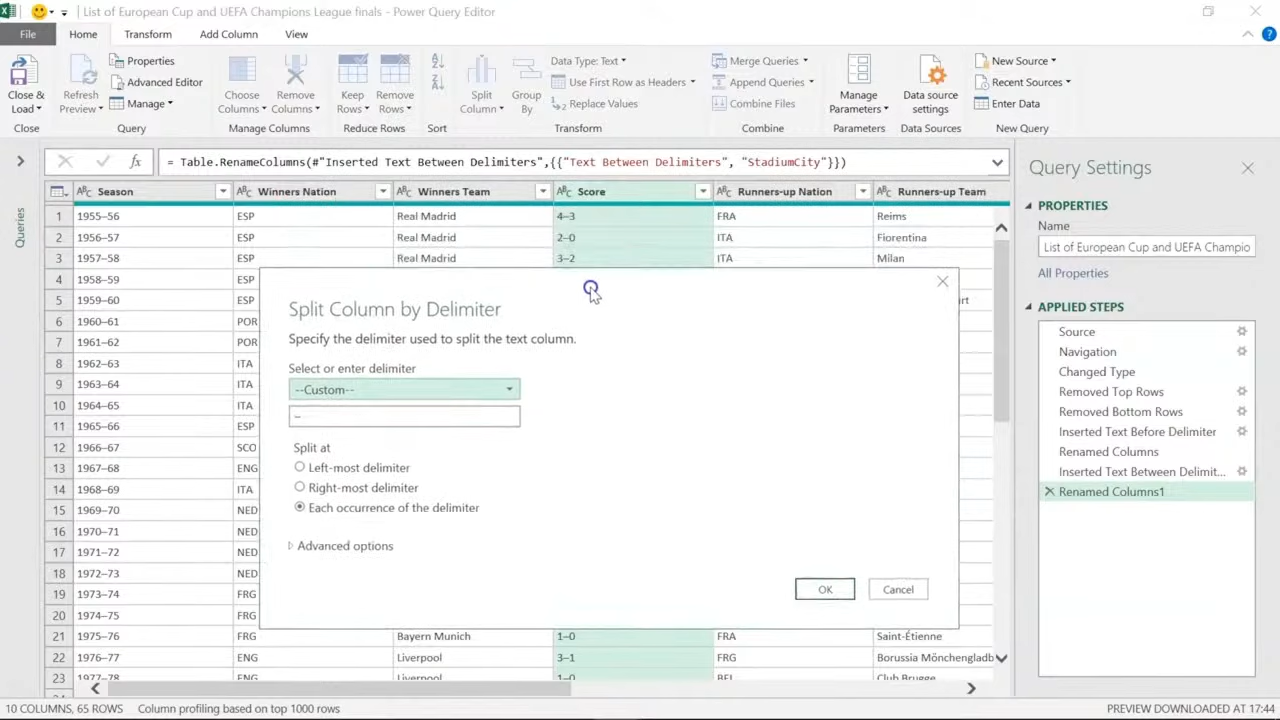 List of European Cup and UEFA Champions League finals - Power Query Editor
File Home Transform Add Column View
Close & Load
Close
Refresh Preview
Properties
Advanced Editor
Manage
Query
Choose Columns
Remove Columns
Manage Columns
Keep Rows
Remove Rows
Reduce Rows
Sort
Split Column
Group By
Data Type: Text
Use First Row as Headers
Replace Values
Transform
Merge Queries
Append Queries
Combine Files
Combine
Manage Parameters
Parameters
Data source settings
Data Sources
New Source
Recent Sources
Enter Data
New Query
fx = Table.RenameColumns(#"Inserted Text Between Delimiters",{{"Text Between Delimiters", "StadiumCity"}})
Queries
Season Winners Nation Winners Team Score Runners-up Nation Runners-up Team
1 1955–56 ESP Real Madrid 4–3 FRA Reims
2 1956–57 ESP Real Madrid 2–0 ITA Fiorentina
3 1957–58 ESP Real Madrid 3–2 ITA Milan
4 1958–59 ESP
5 1959–60 ESP rt
6 1960–61 POR
7 1961–62 POR
8 1962–63 ITA
9 1963–64 ITA
10 1964–65 ITA
11 1965–66 ESP
12 1966–67 SCO
13 1967–68 ENG
14 1968–69 ITA
15 1969–70 NED
16 1970–71 NED
17 1971–72 NED
18 1972–73 NED
19 1973–74 FRG
20 1974–75 FRG
21 1975–76 FRG Bayern Munich 1–0 FRA Saint-Étienne
22 1976–77 ENG Liverpool 3–1 FRG Borussia Mönchengladb
23 1977–78 ENG Liverpool 1–0 BEL Club Brugge
Split Column by Delimiter
Specify the delimiter used to split the text column.
Select or enter delimiter
--Custom--
–
Split at
Left-most delimiter
Right-most delimiter
Each occurrence of the delimiter
Advanced options
OK Cancel
Query Settings
PROPERTIES
Name
List of European Cup and UEFA Champio
All Properties
APPLIED STEPS
Source
Navigation
Changed Type
Removed Top Rows
Removed Bottom Rows
Inserted Text Before Delimiter
Renamed Columns
Inserted Text Between Delimit...
Renamed Columns1
10 COLUMNS, 65 ROWS Column profiling based on top 1000 rows PREVIEW DOWNLOADED AT 17:44